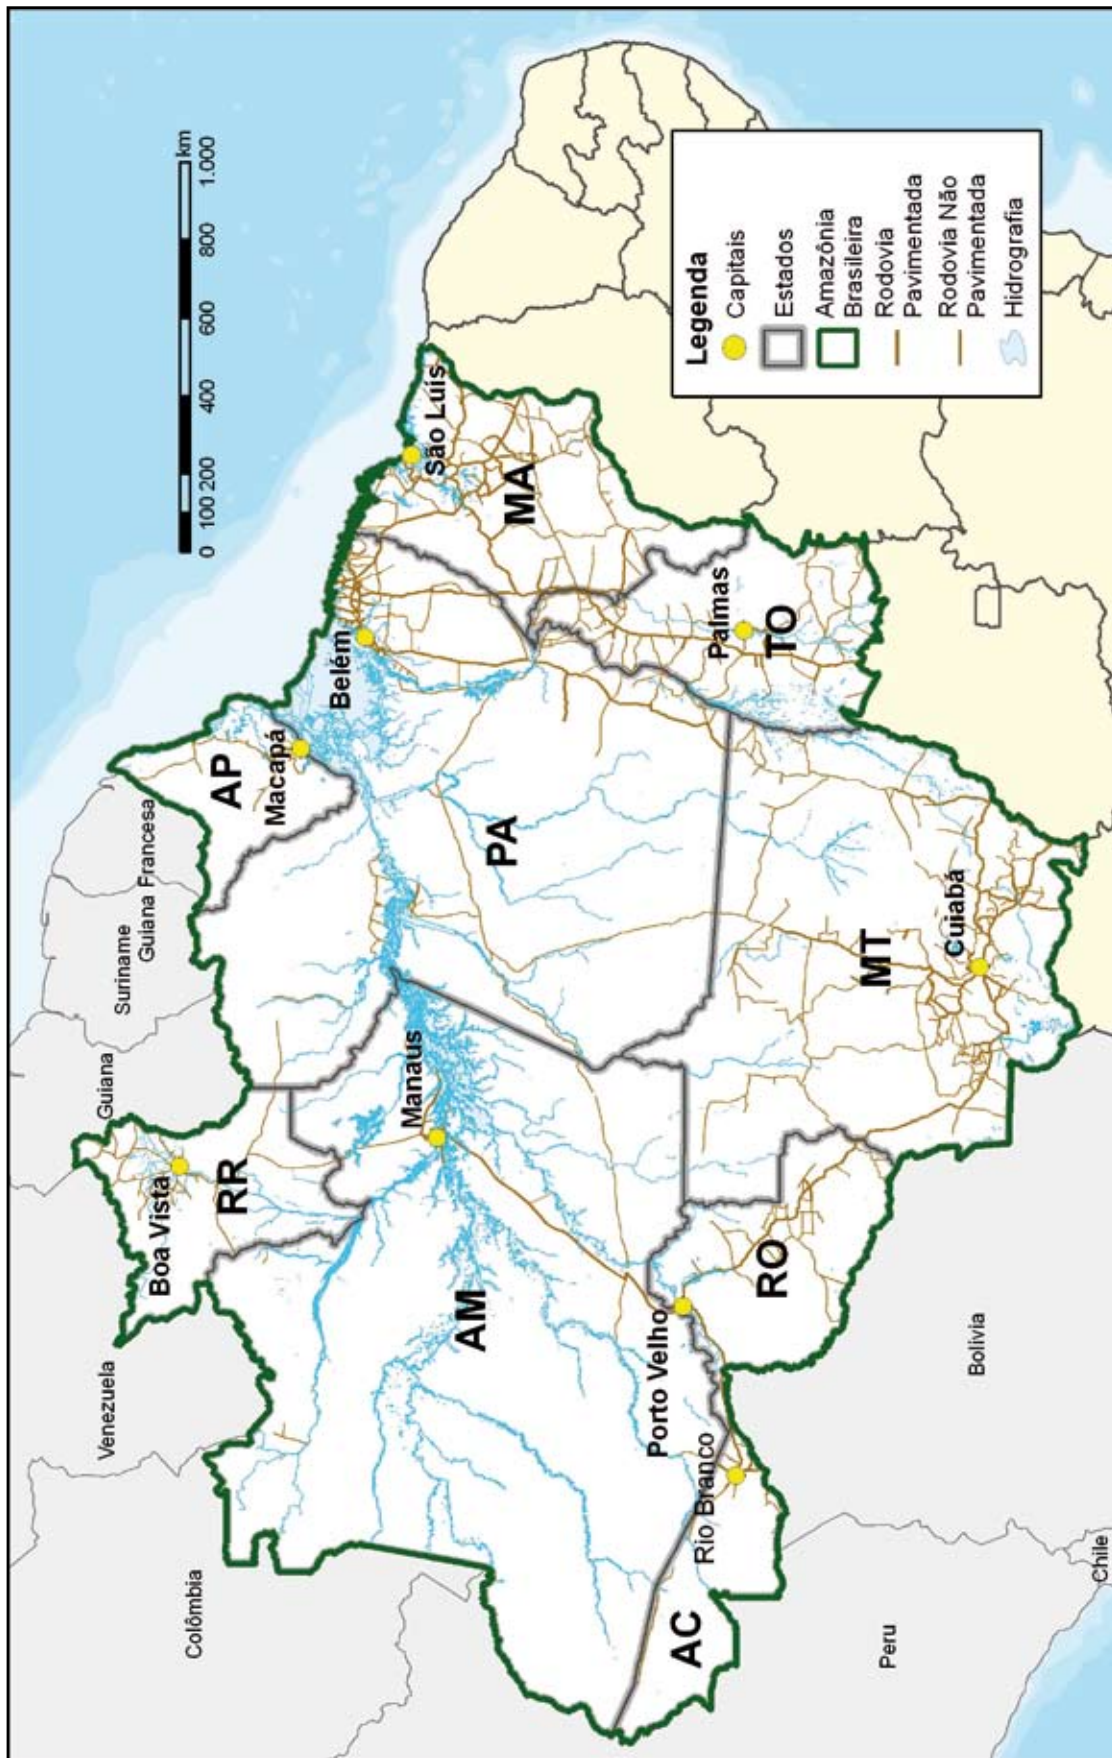 0 100 200 400 600 800 1.000
km
Venezuela
Colômbia
Guiana
Suriname
Guiana Francesa
Boa Vista
RR
AP
Macapá
Belém
São Luís
MA
Manaus
AM
PA
Palmas
TO
Porto Velho
RO
Rio Branco
AC
MT
Cuiabá
Peru
Bolivia
Chile
Legenda
Capitais
Estados
Amazônia
Brasileira
Rodovia
Pavimentada
Rodovia Não
Pavimentada
Hidrografia